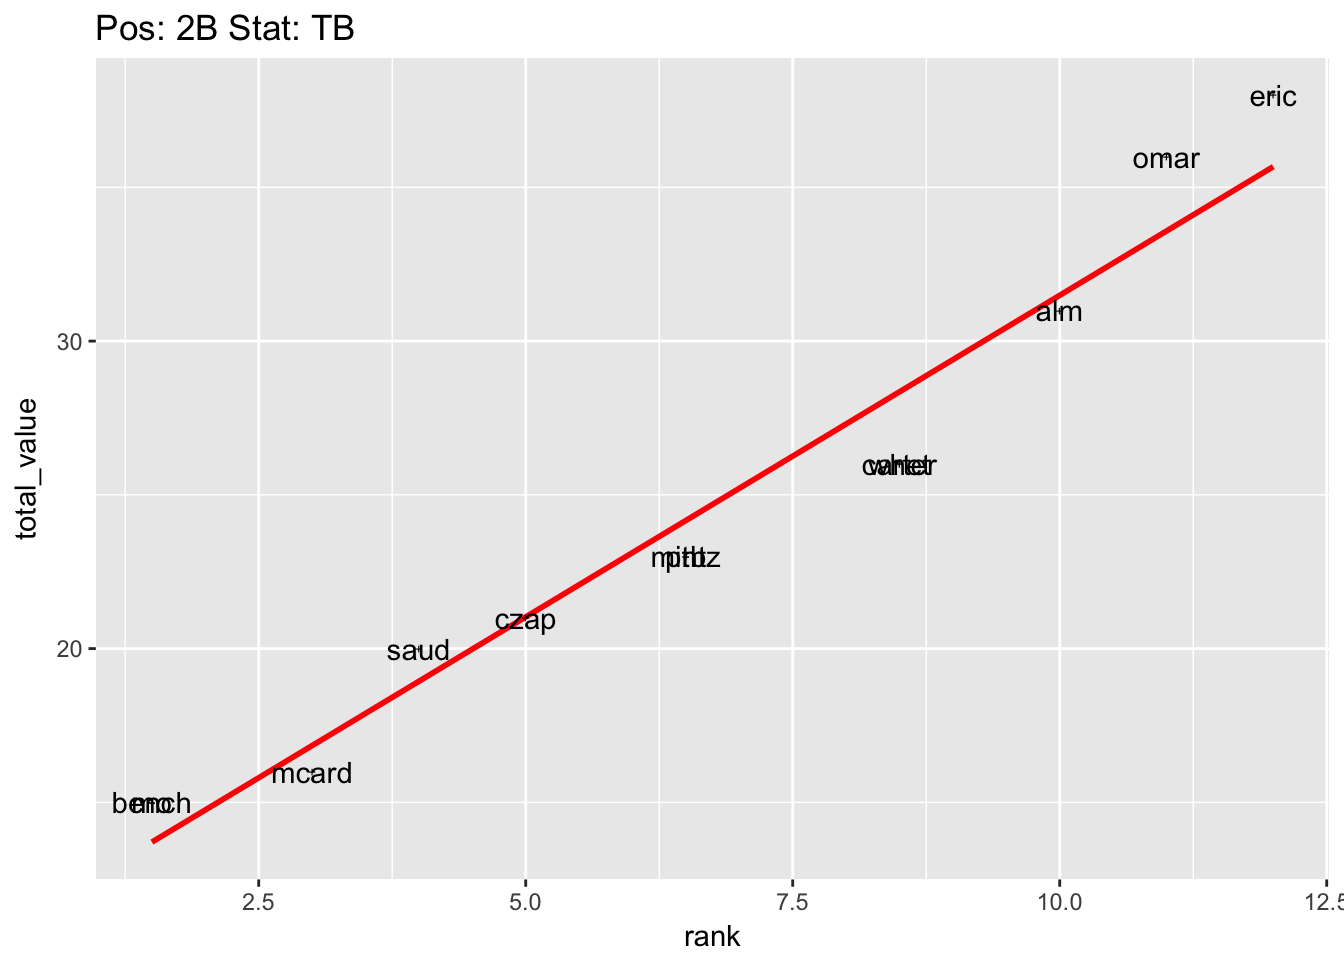 Pos: 2B Stat: TB
eric
omar
alm
30
czap
saud
20
mcard
2.5 5.0 7.5 10.0 12.5
rank
total_value